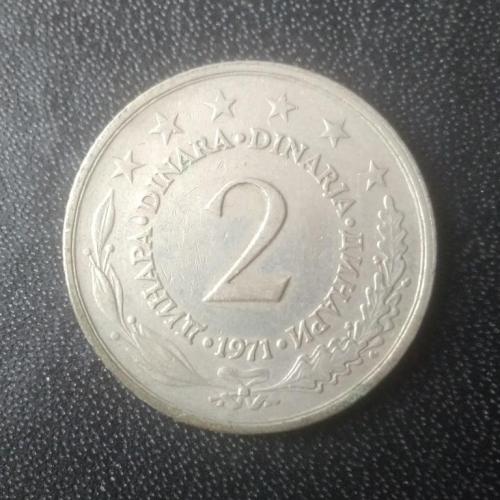 ДИНАРА · DINARA · DINARJA · ДИНАРИ
2
· 1971 ·